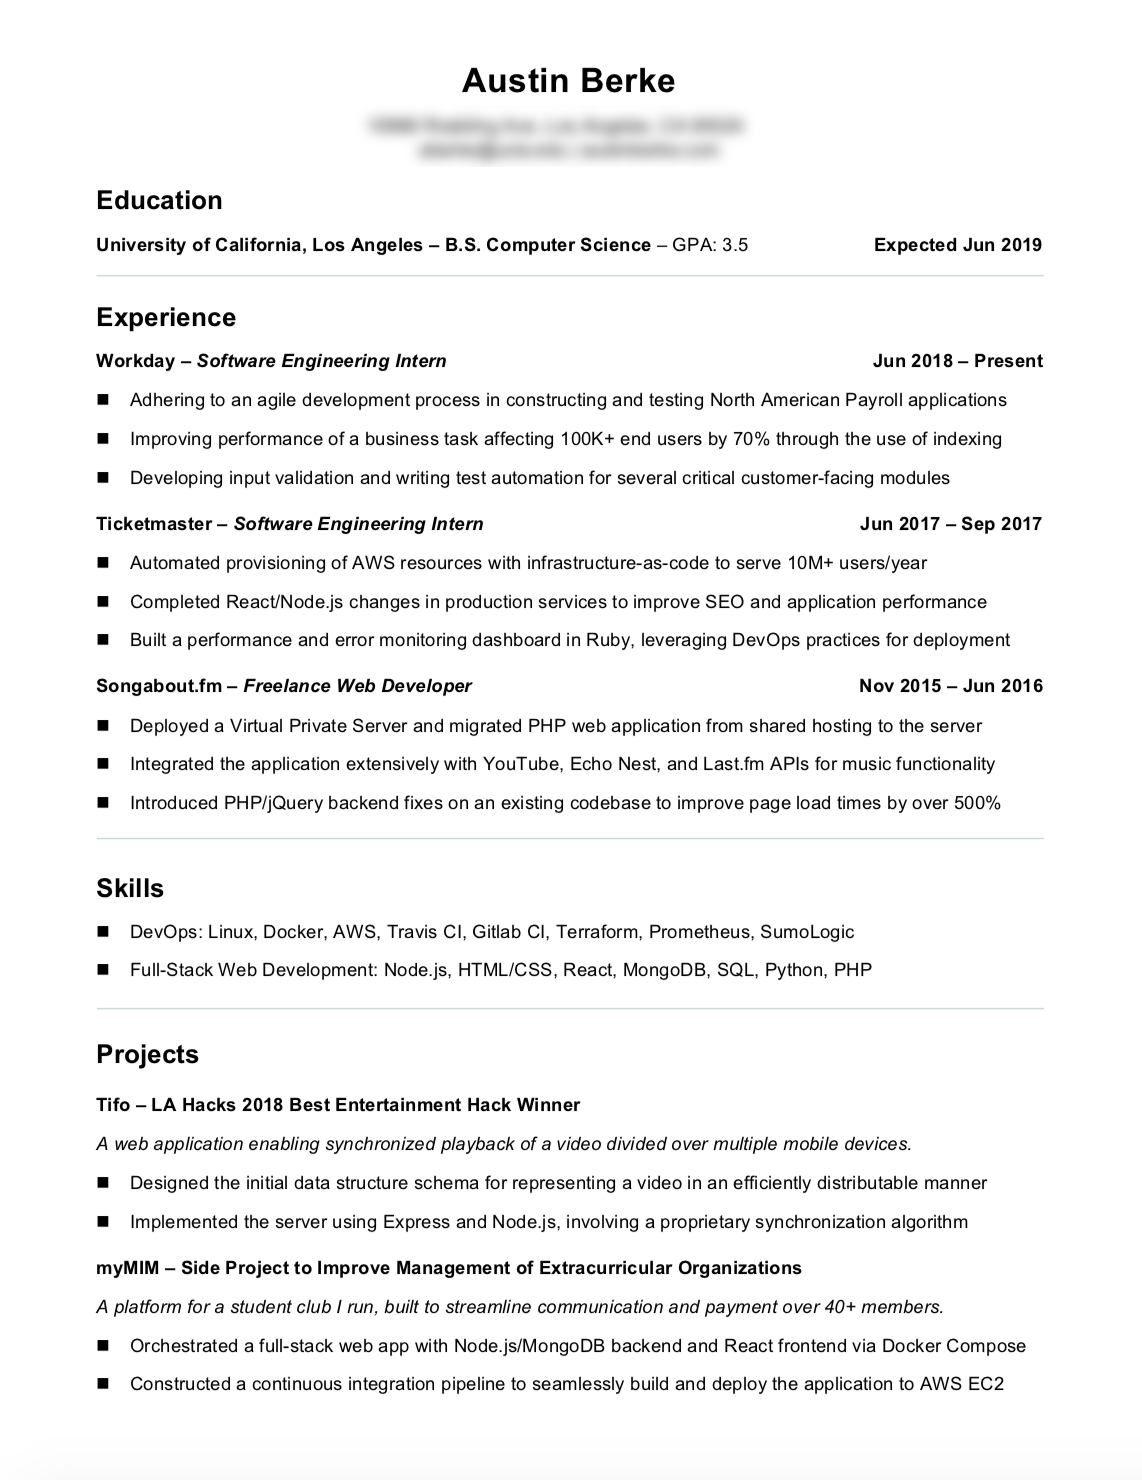 Austin Berke
Education
University of California, Los Angeles – B.S. Computer Science – GPA: 3.5 Expected Jun 2019
Experience
Workday – Software Engineering Intern Jun 2018 – Present
■ Adhering to an agile development process in constructing and testing North American Payroll applications
■ Improving performance of a business task affecting 100K+ end users by 70% through the use of indexing
■ Developing input validation and writing test automation for several critical customer-facing modules
Ticketmaster – Software Engineering Intern Jun 2017 – Sep 2017
■ Automated provisioning of AWS resources with infrastructure-as-code to serve 10M+ users/year
■ Completed React/Node.js changes in production services to improve SEO and application performance
■ Built a performance and error monitoring dashboard in Ruby, leveraging DevOps practices for deployment
Songabout.fm – Freelance Web Developer Nov 2015 – Jun 2016
■ Deployed a Virtual Private Server and migrated PHP web application from shared hosting to the server
■ Integrated the application extensively with YouTube, Echo Nest, and Last.fm APIs for music functionality
■ Introduced PHP/jQuery backend fixes on an existing codebase to improve page load times by over 500%
Skills
■ DevOps: Linux, Docker, AWS, Travis CI, Gitlab CI, Terraform, Prometheus, SumoLogic
■ Full-Stack Web Development: Node.js, HTML/CSS, React, MongoDB, SQL, Python, PHP
Projects
Tifo – LA Hacks 2018 Best Entertainment Hack Winner
A web application enabling synchronized playback of a video divided over multiple mobile devices.
■ Designed the initial data structure schema for representing a video in an efficiently distributable manner
■ Implemented the server using Express and Node.js, involving a proprietary synchronization algorithm
myMIM – Side Project to Improve Management of Extracurricular Organizations
A platform for a student club I run, built to streamline communication and payment over 40+ members.
■ Orchestrated a full-stack web app with Node.js/MongoDB backend and React frontend via Docker Compose
■ Constructed a continuous integration pipeline to seamlessly build and deploy the application to AWS EC2